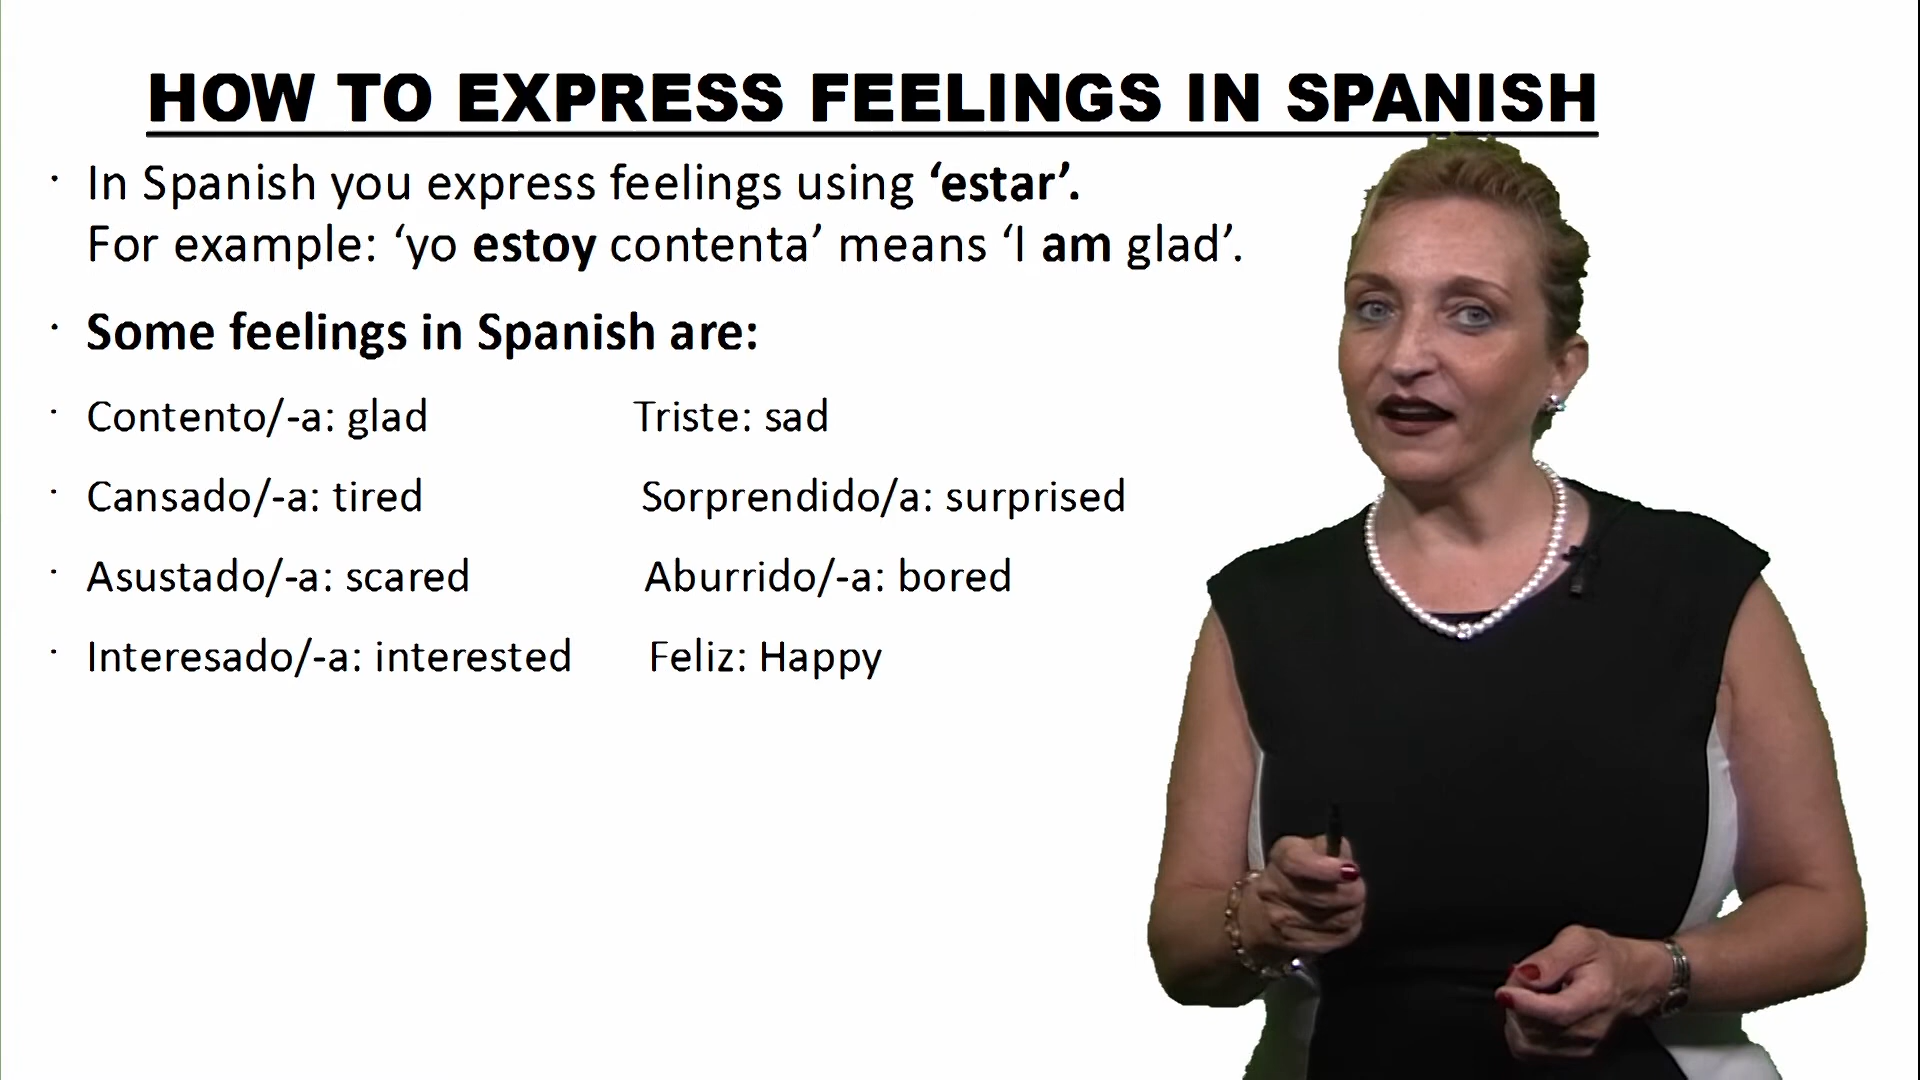 HOW TO EXPRESS FEELINGS IN SPANISH
· In Spanish you express feelings using ‘estar’.
For example: ‘yo estoy contenta’ means ‘I am glad’.
· Some feelings in Spanish are:
· Contento/-a: glad Triste: sad
· Cansado/-a: tired Sorprendido/a: surprised
· Asustado/-a: scared Aburrido/-a: bored
· Interesado/-a: interested Feliz: Happy